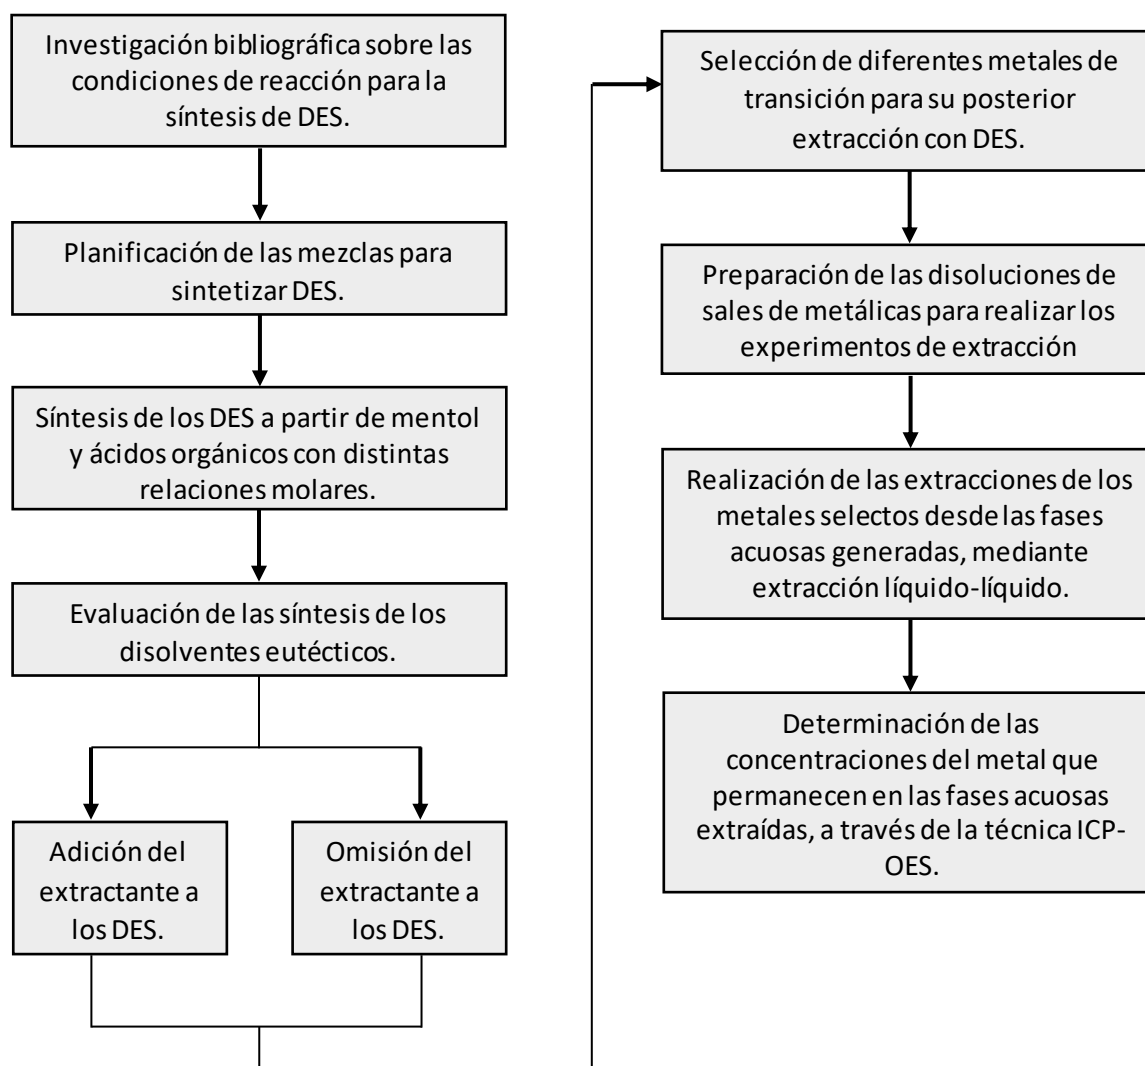 Investigación bibliográfica sobre las
condiciones de reacción para la
síntesis de DES.
Planificación de las mezclas para
sintetizar DES.
Síntesis de los DES a partir de mentol
y ácidos orgánicos con distintas
relaciones molares.
Evaluación de las síntesis de los
disolventes eutécticos.
Adición del
extractante a
los DES.
Omisión del
extractante a
los DES.
Selección de diferentes metales de
transición para su posterior
extracción con DES.
Preparación de las disoluciones de
sales de metálicas para realizar los
experimentos de extracción
Realización de las extracciones de los
metales selectos desde las fases
acuosas generadas, mediante
extracción líquido-líquido.
Determinación de las
concentraciones del metal que
permanecen en las fases acuosas
extraídas, a través de la técnica ICP-
OES.